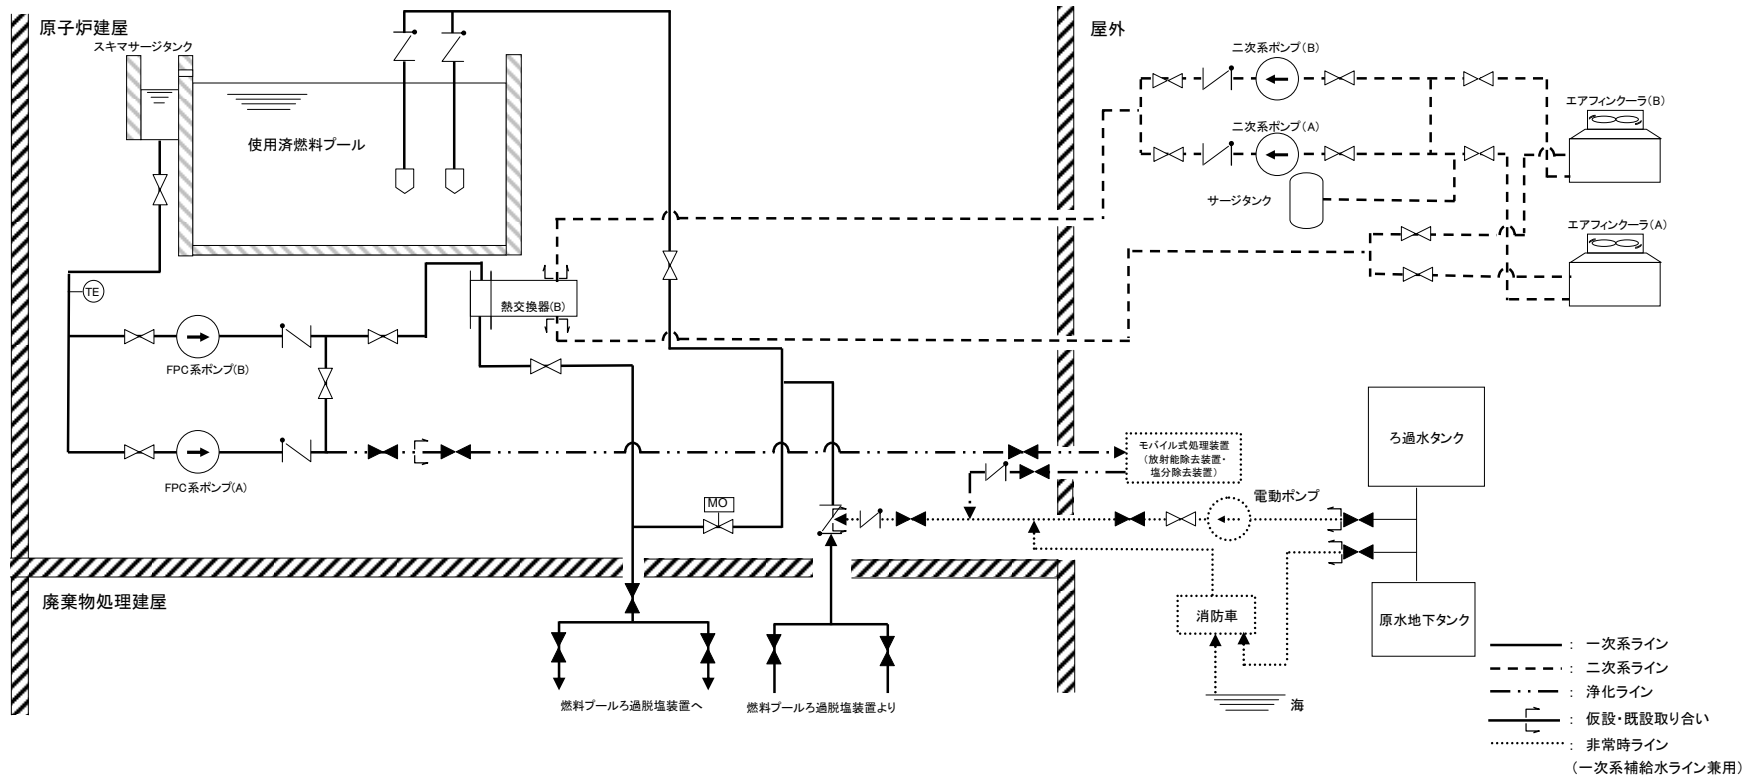 原子炉建屋
スキマサージタンク
使用済燃料プール
屋外
二次系ポンプ(B)
二次系ポンプ(A)
エアフィンクーラ(B)
サージタンク
エアフィンクーラ(A)
TE
熱交換器(B)
FPC系ポンプ(B)
FPC系ポンプ(A)
MO
モバイル式処理装置
(放射能除去装置・
塩分除去装置)
電動ポンプ
ろ過水タンク
原水地下タンク
消防車
海
廃棄物処理建屋
燃料プールろ過脱塩装置へ
燃料プールろ過脱塩装置より
: 一次系ライン
: 二次系ライン
: 浄化ライン
: 仮設・既設取り合い
: 非常時ライン
(一次系補給水ライン兼用)